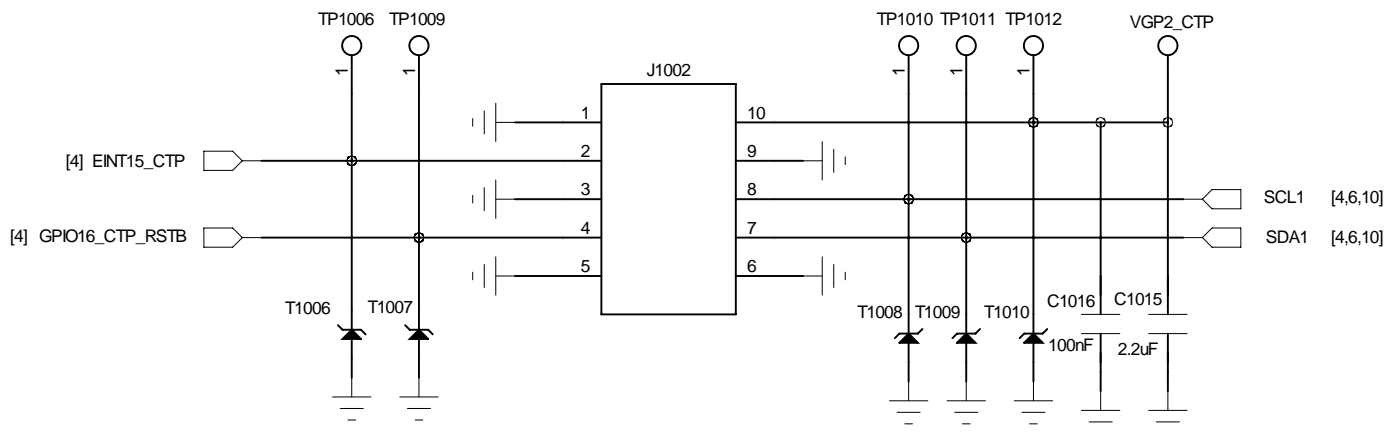 TP1006 TP1009 TP1010 TP1011 TP1012 VGP2_CTP
1 1 1 1 1 1
J1002
1 10
[4] EINT15_CTP 2 9
3 8 SCL1 [4,6,10]
[4] GPIO16_CTP_RSTB 4 7 SDA1 [4,6,10]
5 6
T1006 T1007 T1008 T1009 T1010 C1016 C1015
100nF 2.2uF